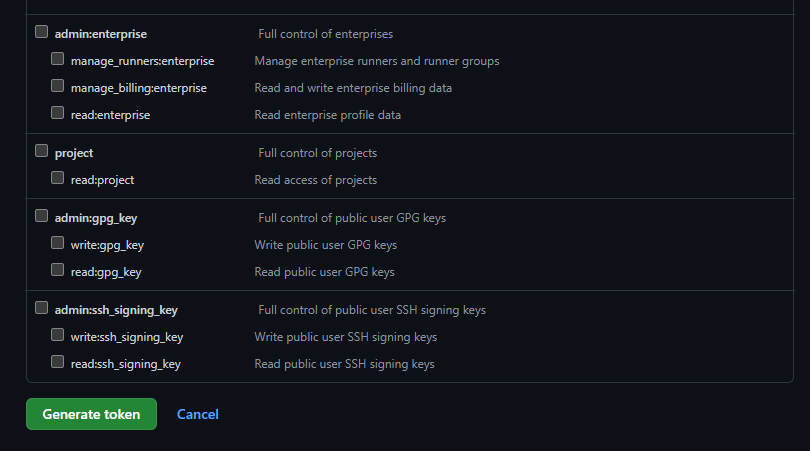 admin:enterprise Full control of enterprises
manage_runners:enterprise Manage enterprise runners and runner groups
manage_billing:enterprise Read and write enterprise billing data
read:enterprise Read enterprise profile data
project Full control of projects
read:project Read access of projects
admin:gpg_key Full control of public user GPG keys
write:gpg_key Write public user GPG keys
read:gpg_key Read public user GPG keys
admin:ssh_signing_key Full control of public user SSH signing keys
write:ssh_signing_key Write public user SSH signing keys
read:ssh_signing_key Read public user SSH signing keys
Generate token Cancel